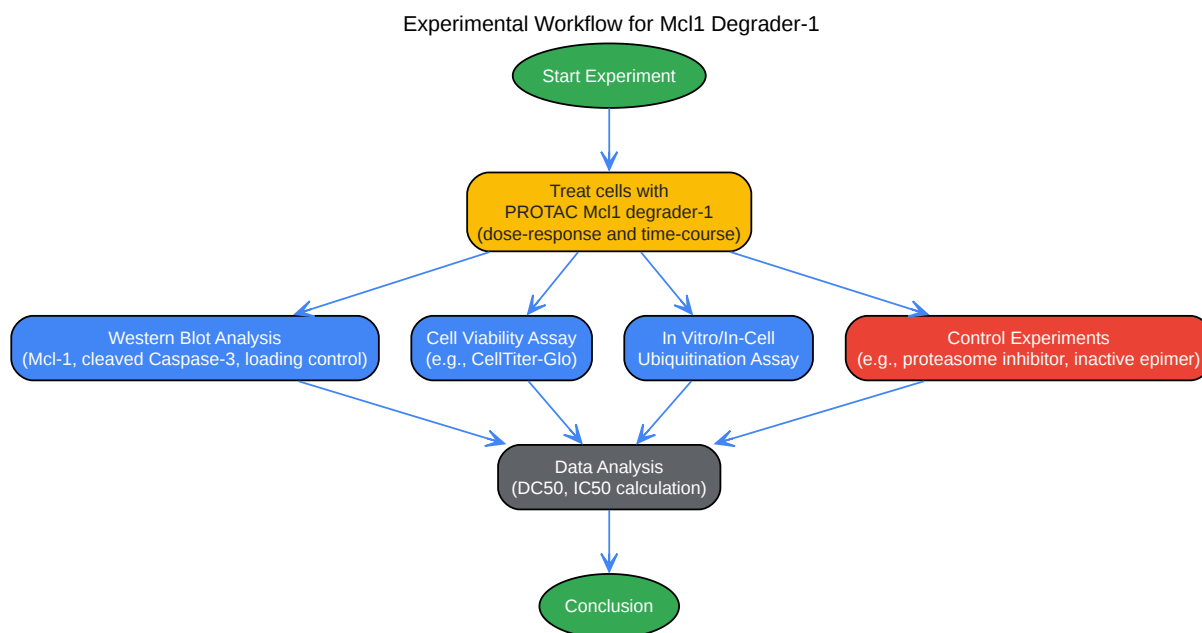 Experimental Workflow for Mcl1 Degrader-1
Start Experiment
Treat cells with
PROTAC Mcl1 degrader-1
(dose-response and time-course)
Western Blot Analysis
(Mcl-1, cleaved Caspase-3, loading control)
Cell Viability Assay
(e.g., CellTiter-Glo)
In Vitro/In-Cell
Ubiquitination Assay
Control Experiments
(e.g., proteasome inhibitor, inactive epimer)
Data Analysis
(DC50, IC50 calculation)
Conclusion